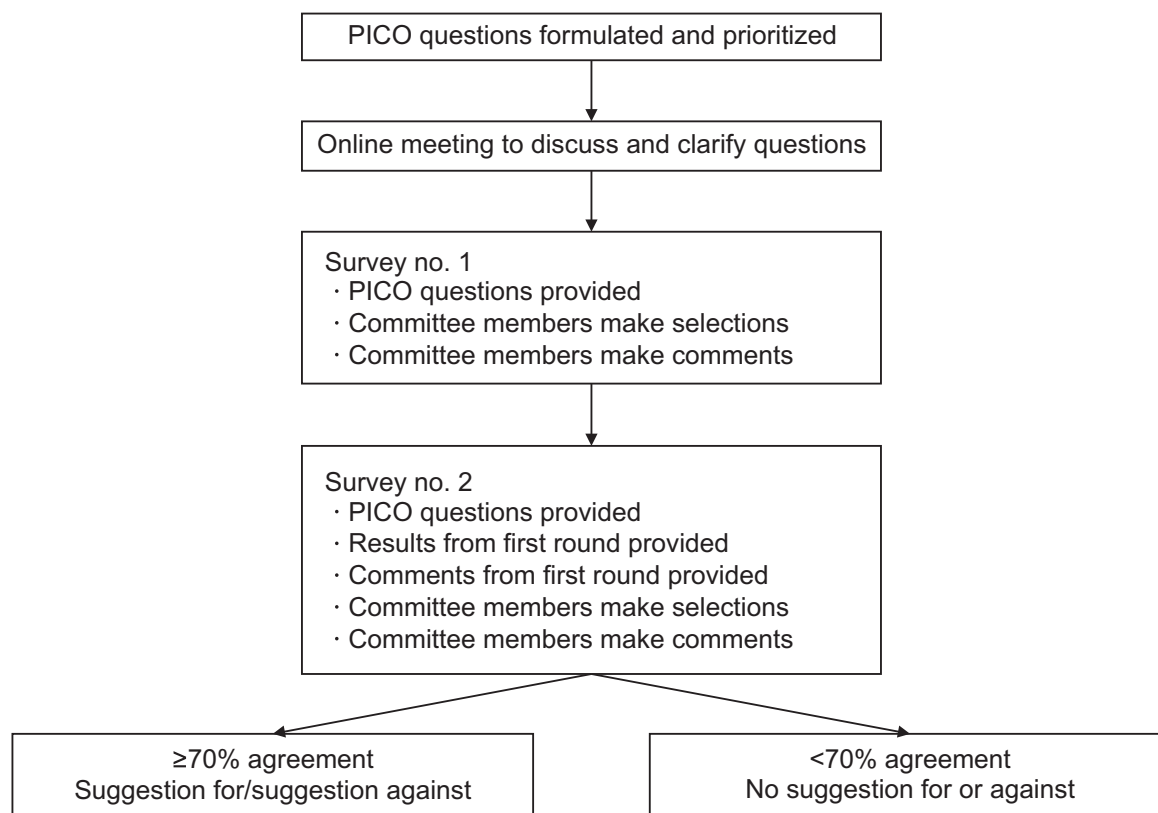 PICO questions formulated and prioritized
Online meeting to discuss and clarify questions
Survey no. 1
· PICO questions provided
· Committee members make selections
· Committee members make comments
Survey no. 2
· PICO questions provided
· Results from first round provided
· Comments from first round provided
· Committee members make selections
· Committee members make comments
≥70% agreement
Suggestion for/suggestion against
<70% agreement
No suggestion for or against